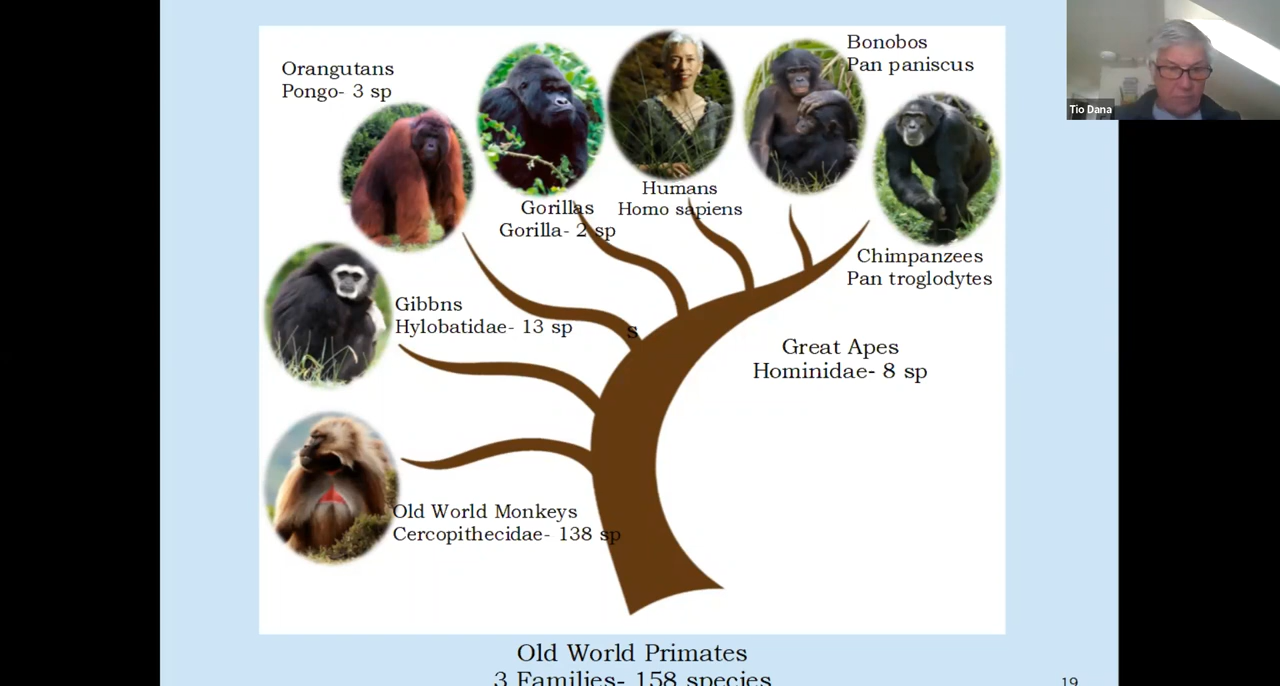 Orangutans
Pongo- 3 sp
Bonobos
Pan paniscus
Tio Dana
Humans
Homo sapiens
Gorillas
Gorilla- 2 sp
Chimpanzees
Pan troglodytes
Gibbns
Hylobatidae- 13 sp
s
Great Apes
Hominidae- 8 sp
Old World Monkeys
Cercopithecidae- 138 sp
Old World Primates
3 Families- 158 species
19